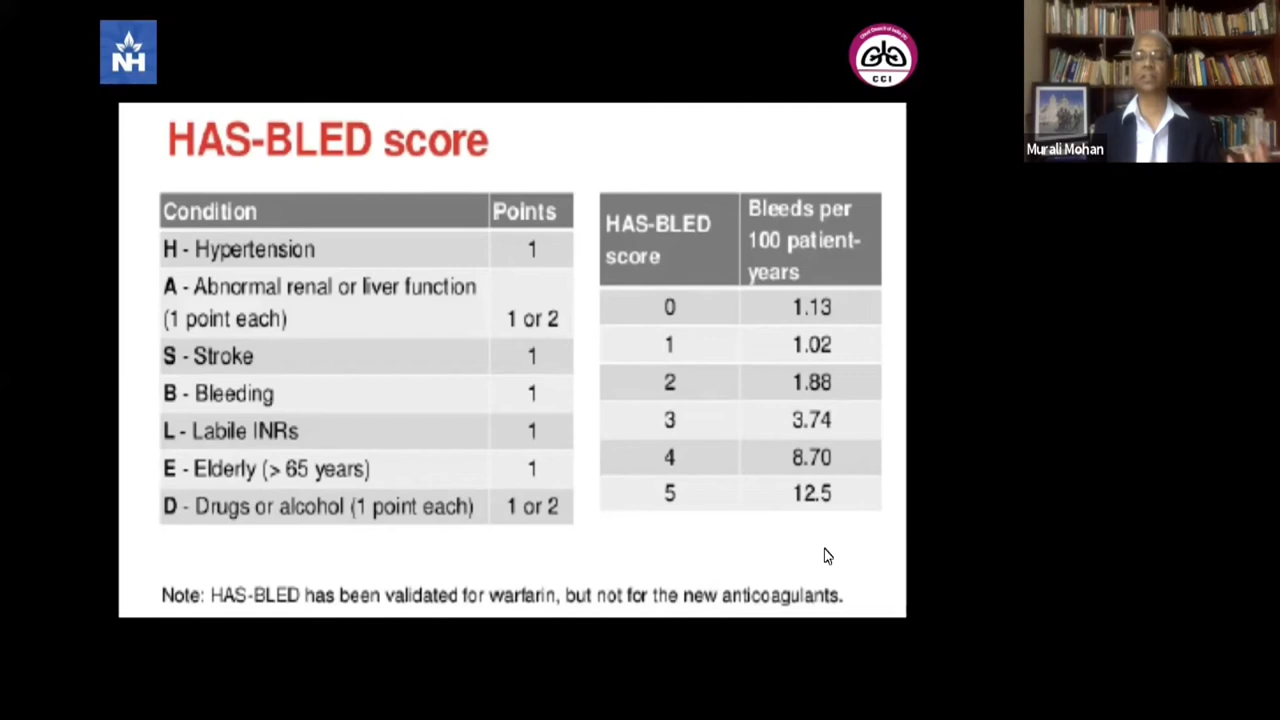 NH
CCI
Murali Mohan
HAS-BLED score
Condition Points
H - Hypertension 1
A - Abnormal renal or liver function
(1 point each) 1 or 2
S - Stroke 1
B - Bleeding 1
L - Labile INRs 1
E - Elderly (> 65 years) 1
D - Drugs or alcohol (1 point each) 1 or 2
HAS-BLED
score
Bleeds per
100 patient-
years
0 1.13
1 1.02
2 1.88
3 3.74
4 8.70
5 12.5
Note: HAS-BLED has been validated for warfarin, but not for the new anticoagulants.